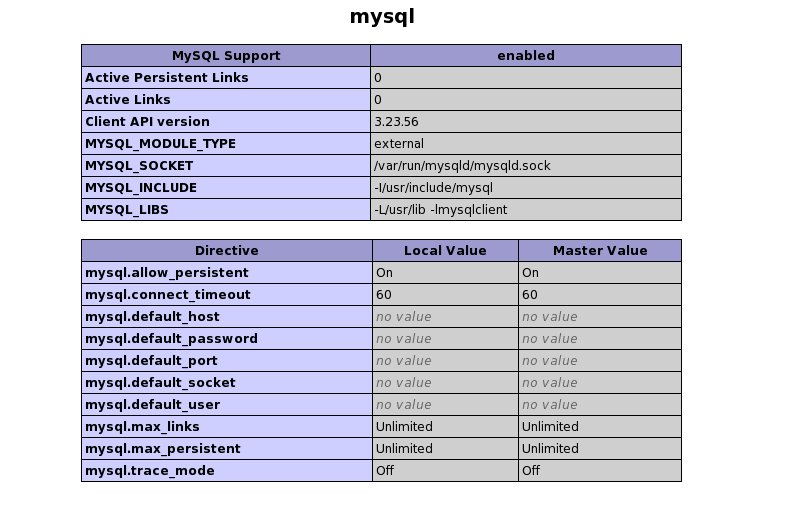 mysql
MySQL Support enabled
Active Persistent Links 0
Active Links 0
Client API version 3.23.56
MYSQL_MODULE_TYPE external
MYSQL_SOCKET /var/run/mysqld/mysqld.sock
MYSQL_INCLUDE -I/usr/include/mysql
MYSQL_LIBS -L/usr/lib -lmysqlclient
Directive Local Value Master Value
mysql.allow_persistent On On
mysql.connect_timeout 60 60
mysql.default_host no value no value
mysql.default_password no value no value
mysql.default_port no value no value
mysql.default_socket no value no value
mysql.default_user no value no value
mysql.max_links Unlimited Unlimited
mysql.max_persistent Unlimited Unlimited
mysql.trace_mode Off Off